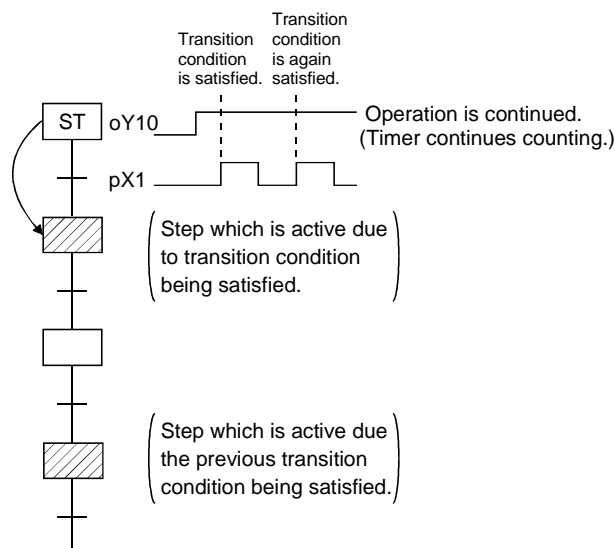 Transition
condition
is satisfied.
Transition
condition
is again
satisfied.
ST
oY10
Operation is continued.
(Timer continues counting.)
pX1
Step which is active due
to transition condition
being satisfied.
Step which is active due
the previous transition
condition being satisfied.